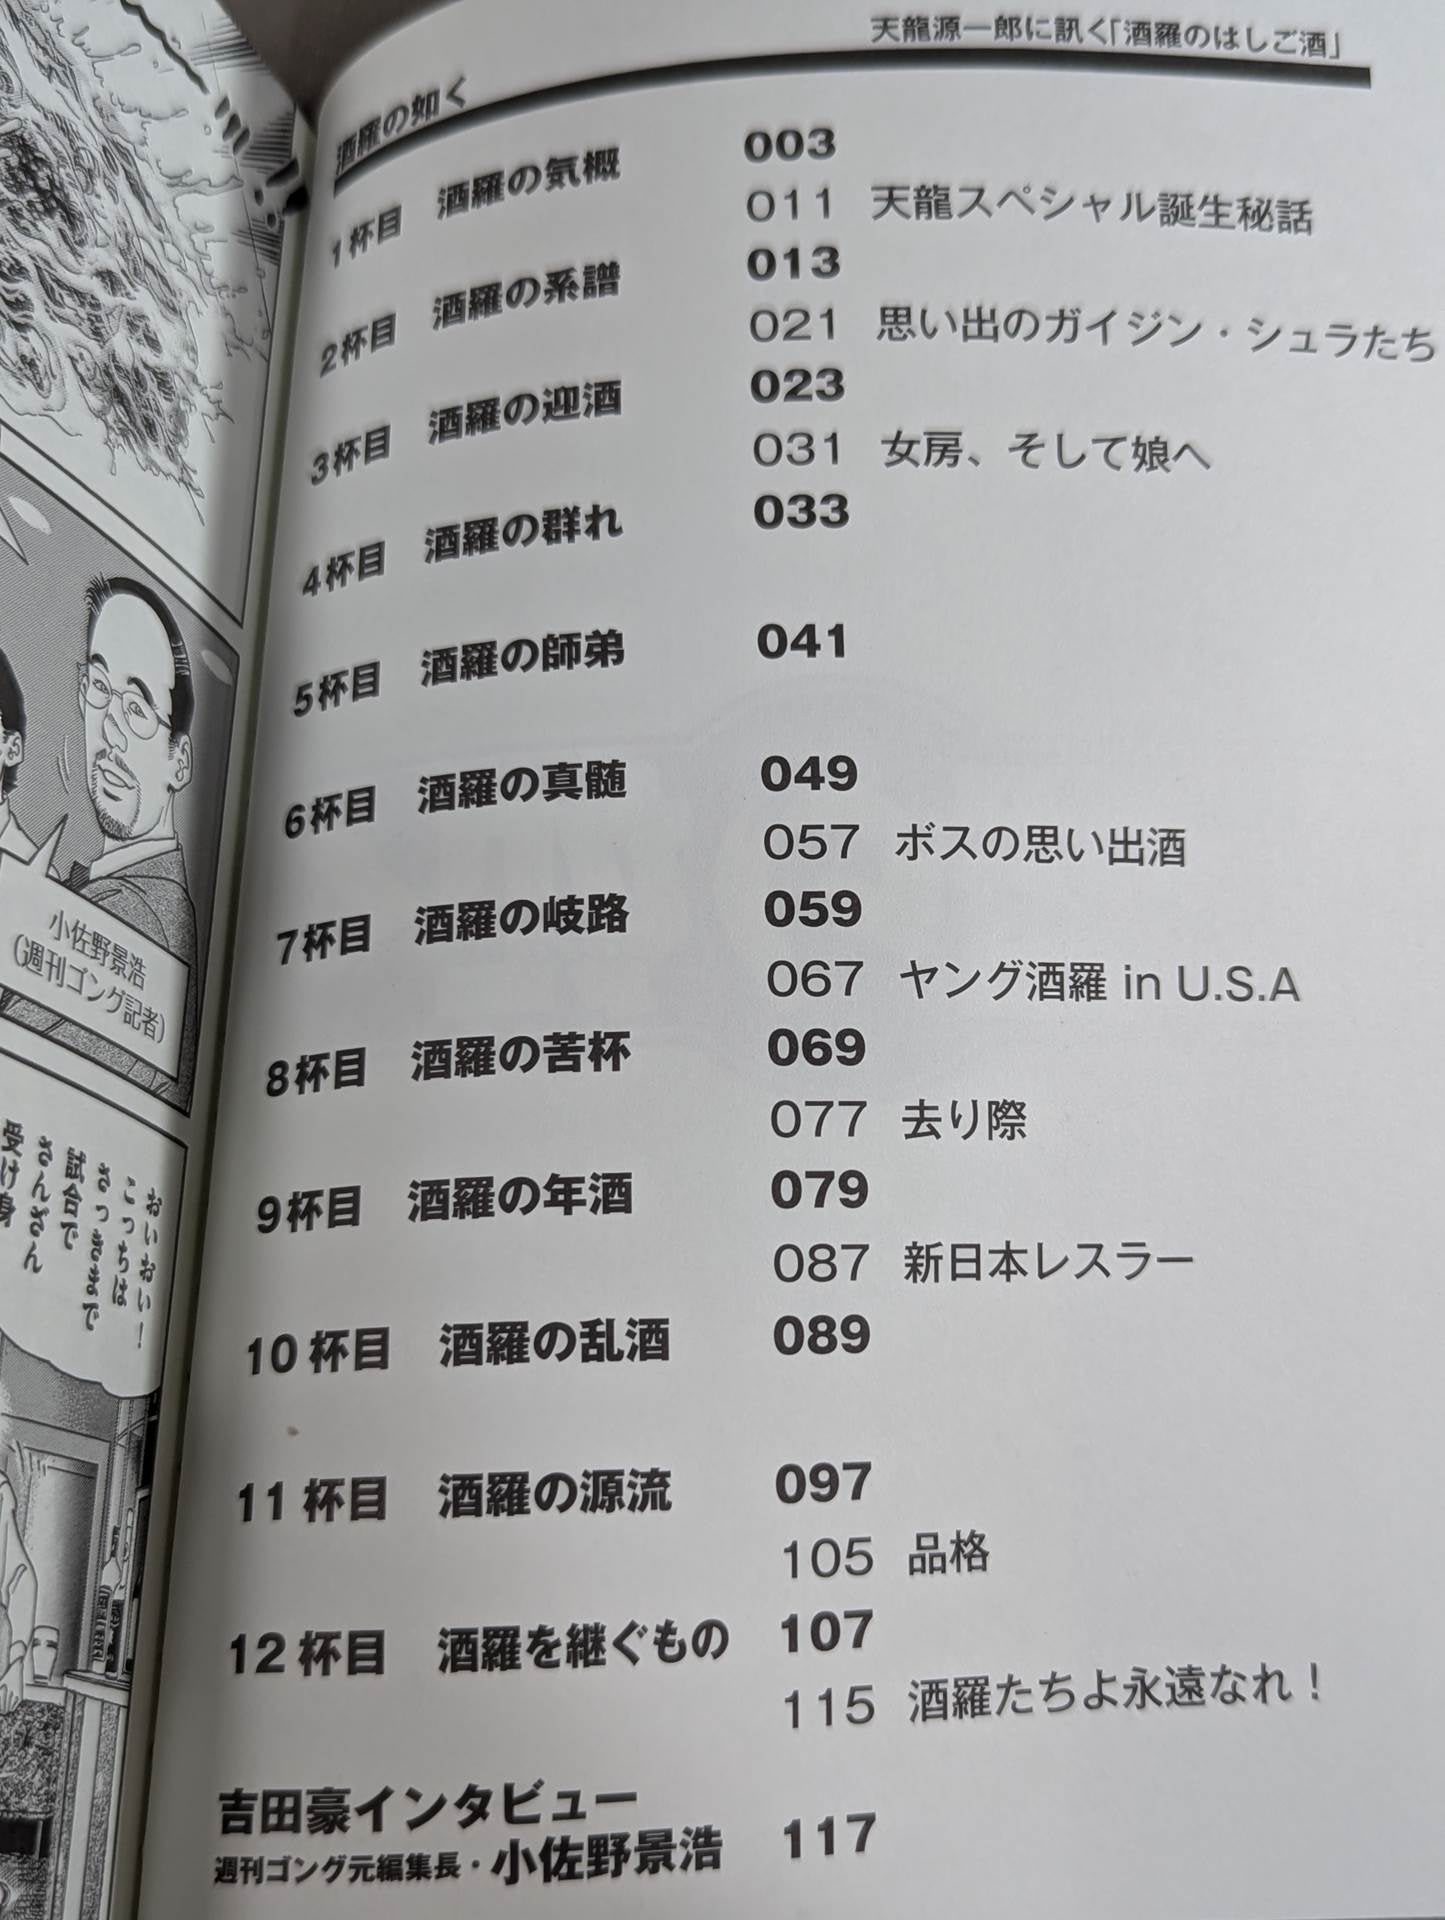 天龍源一郎に訊く「酒羅のはしご酒」
酒羅の如く
1杯目 酒羅の気概 003
011 天龍スペシャル誕生秘話
2杯目 酒羅の系譜 013
021 思い出のガイジン・シュラたち
3杯目 酒羅の迎酒 023
031 女房、そして娘へ
4杯目 酒羅の群れ 033
5杯目 酒羅の師弟 041
6杯目 酒羅の真髄 049
057 ボスの思い出酒
7杯目 酒羅の岐路 059
067 ヤング酒羅 in U.S.A
8杯目 酒羅の苦杯 069
077 去り際
9杯目 酒羅の年酒 079
087 新日本レスラー
10杯目 酒羅の乱酒 089
11杯目 酒羅の源流 097
105 品格
12杯目 酒羅を継ぐもの 107
115 酒羅たちよ永遠なれ！
吉田豪インタビュー
週刊ゴング元編集長・小佐野景浩 117
小佐野景浩
（週刊ゴング記者）
おいおい！
こっちは
さっきまで
試合で
さんざん
受け身